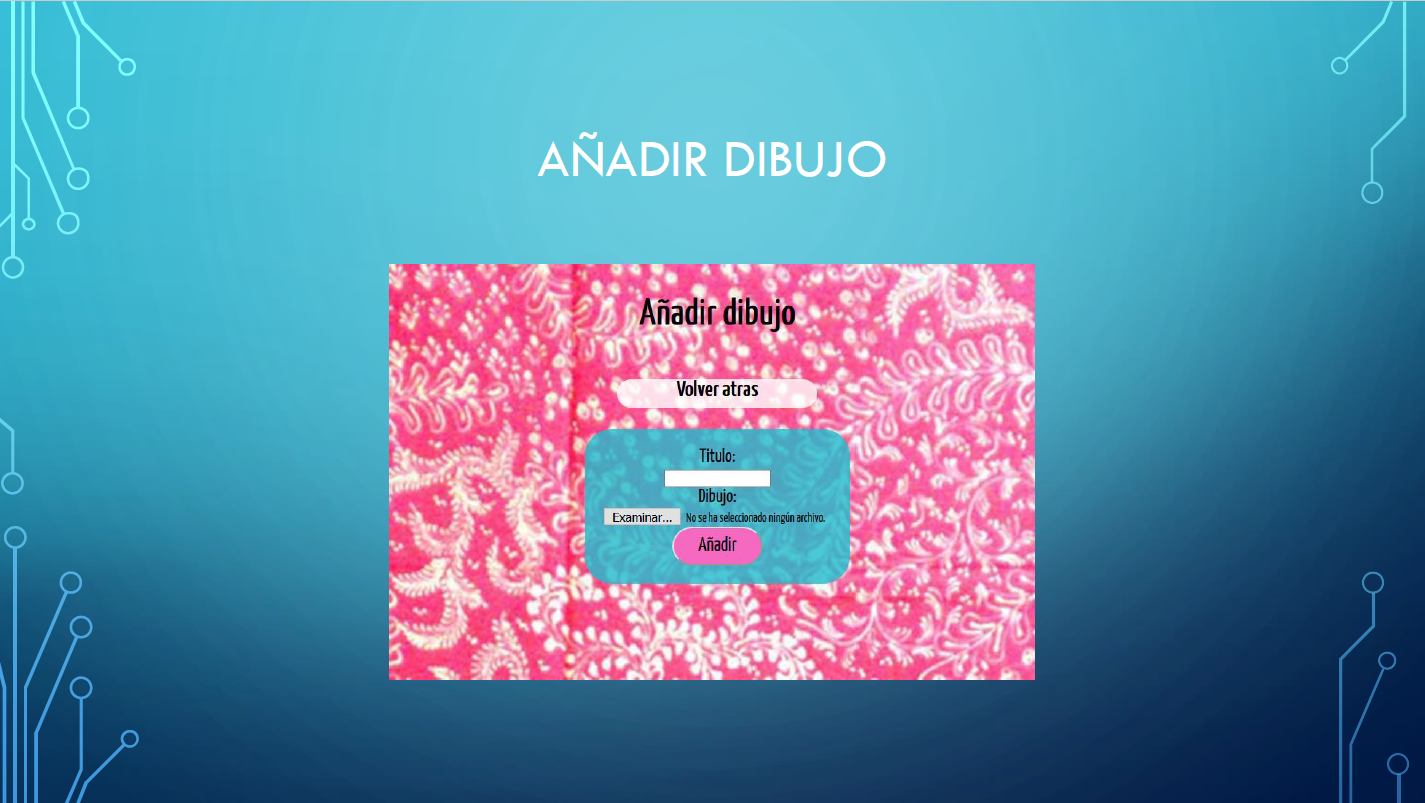 AÑADIR DIBUJO
Añadir dibujo
Volver atras
Titulo:
Dibujo:
Examinar... No se ha seleccionado ningún archivo.
Añadir